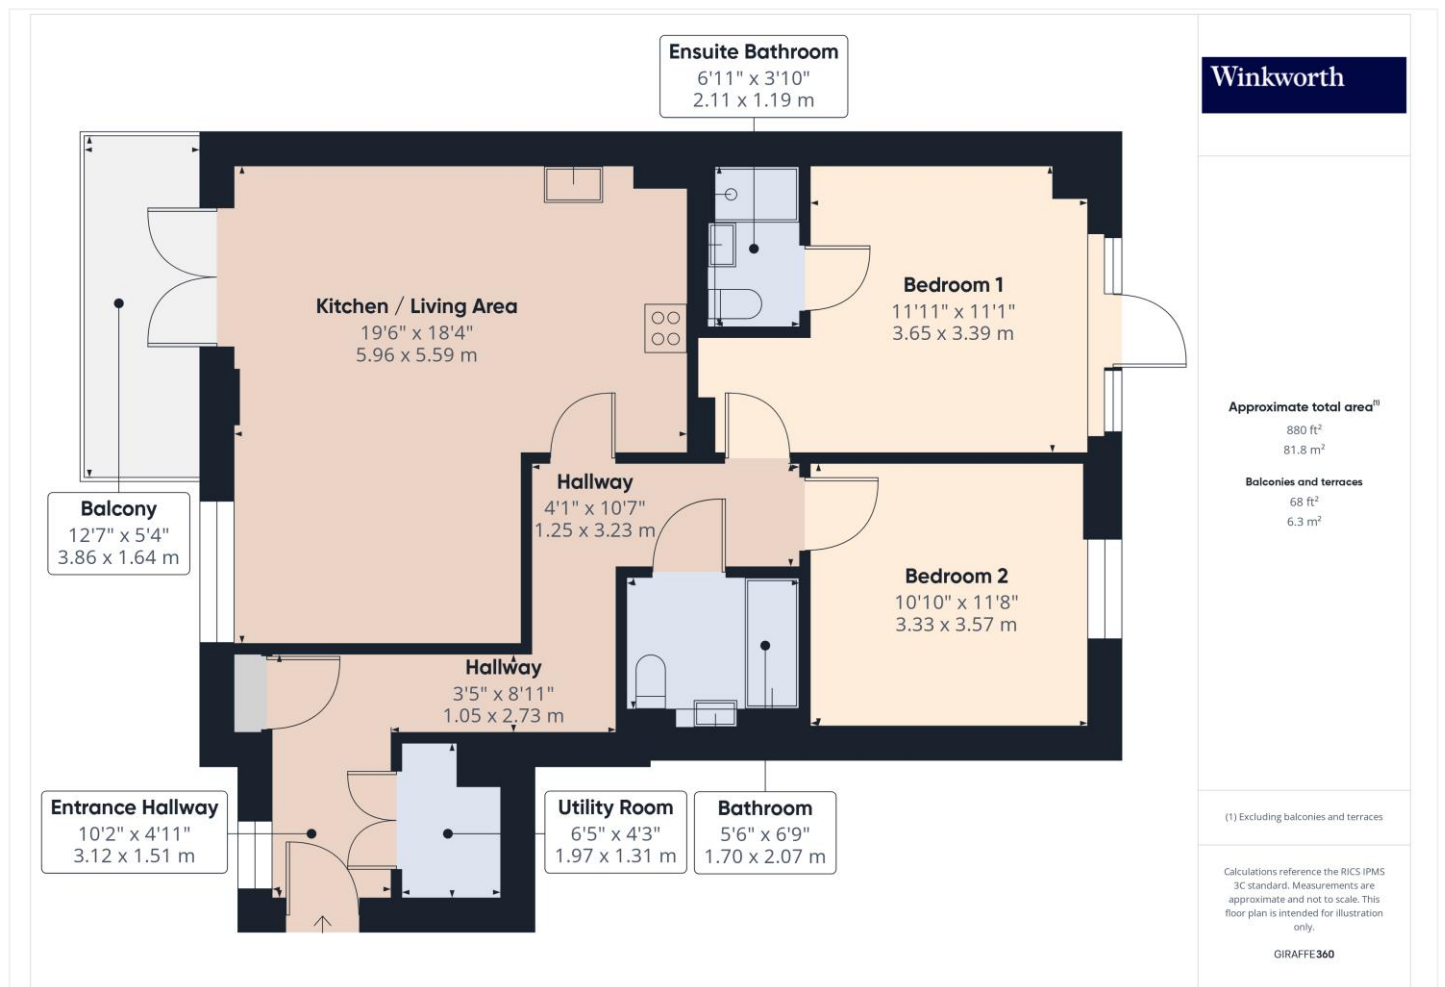 Ensuite Bathroom
6'11" x 3'10"
2.11 x 1.19 m
Winkworth
Kitchen / Living Area
19'6" x 18'4"
5.96 x 5.59 m
Bedroom 1
11'11" x 11'1"
3.65 x 3.39 m
Balcony
12'7" x 5'4"
3.86 x 1.64 m
Hallway
4'1" x 10'7"
1.25 x 3.23 m
Bedroom 2
10'10" x 11'8"
3.33 x 3.57 m
Hallway
3'5" x 8'11"
1.05 x 2.73 m
Entrance Hallway
10'2" x 4'11"
3.12 x 1.51 m
Utility Room
6'5" x 4'3"
1.97 x 1.31 m
Bathroom
5'6" x 6'9"
1.70 x 2.07 m
Approximate total area(1)
880 ft²
81.8 m²
Balconies and terraces
68 ft²
6.3 m²
(1) Excluding balconies and terraces
Calculations reference the RICS IPMS
3C standard. Measurements are
approximate and not to scale. This
floor plan is intended for illustration
only.
GIRAFFE360